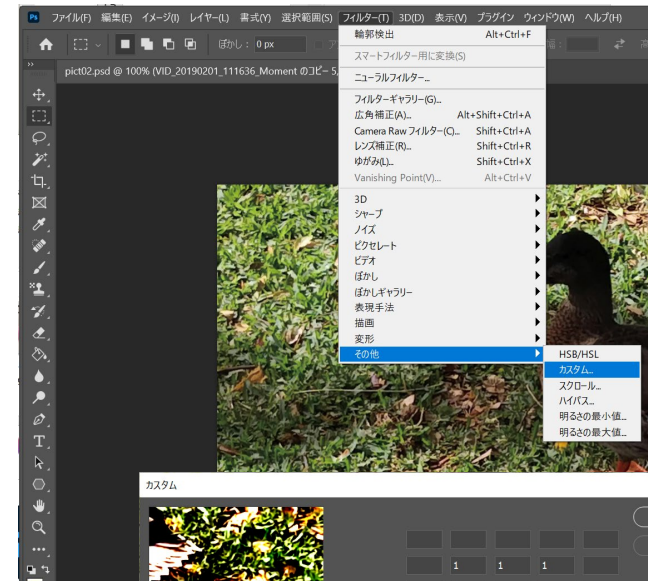 Ps ファイル(F) 編集(E) イメージ(I) レイヤー(L) 書式(Y) 選択範囲(S) フィルター(T) 3D(D) 表示(V) プラグイン ウィンドウ(W) ヘルプ(H)
ぼかし : 0 px
pict02.psd @ 100% (VID_20190201_111636_Moment のコピー 5,
輪郭検出 Alt+Ctrl+F
スマートフィルター用に変換(S)
ニューラルフィルター...
フィルターギャラリー(G)...
広角補正(A)... Alt+Shift+Ctrl+A
Camera Raw フィルター(C)... Shift+Ctrl+A
レンズ補正(R)... Shift+Ctrl+R
ゆがみ(L)... Shift+Ctrl+X
Vanishing Point(V)... Alt+Ctrl+V
3D
シャープ
ノイズ
ピクセレート
ビデオ
ぼかし
ぼかしギャラリー
表現手法
描画
変形
その他
HSB/HSL
カスタム...
スクロール...
ハイパス...
明るさの最小値...
明るさの最大値...
カスタム
1 1 1